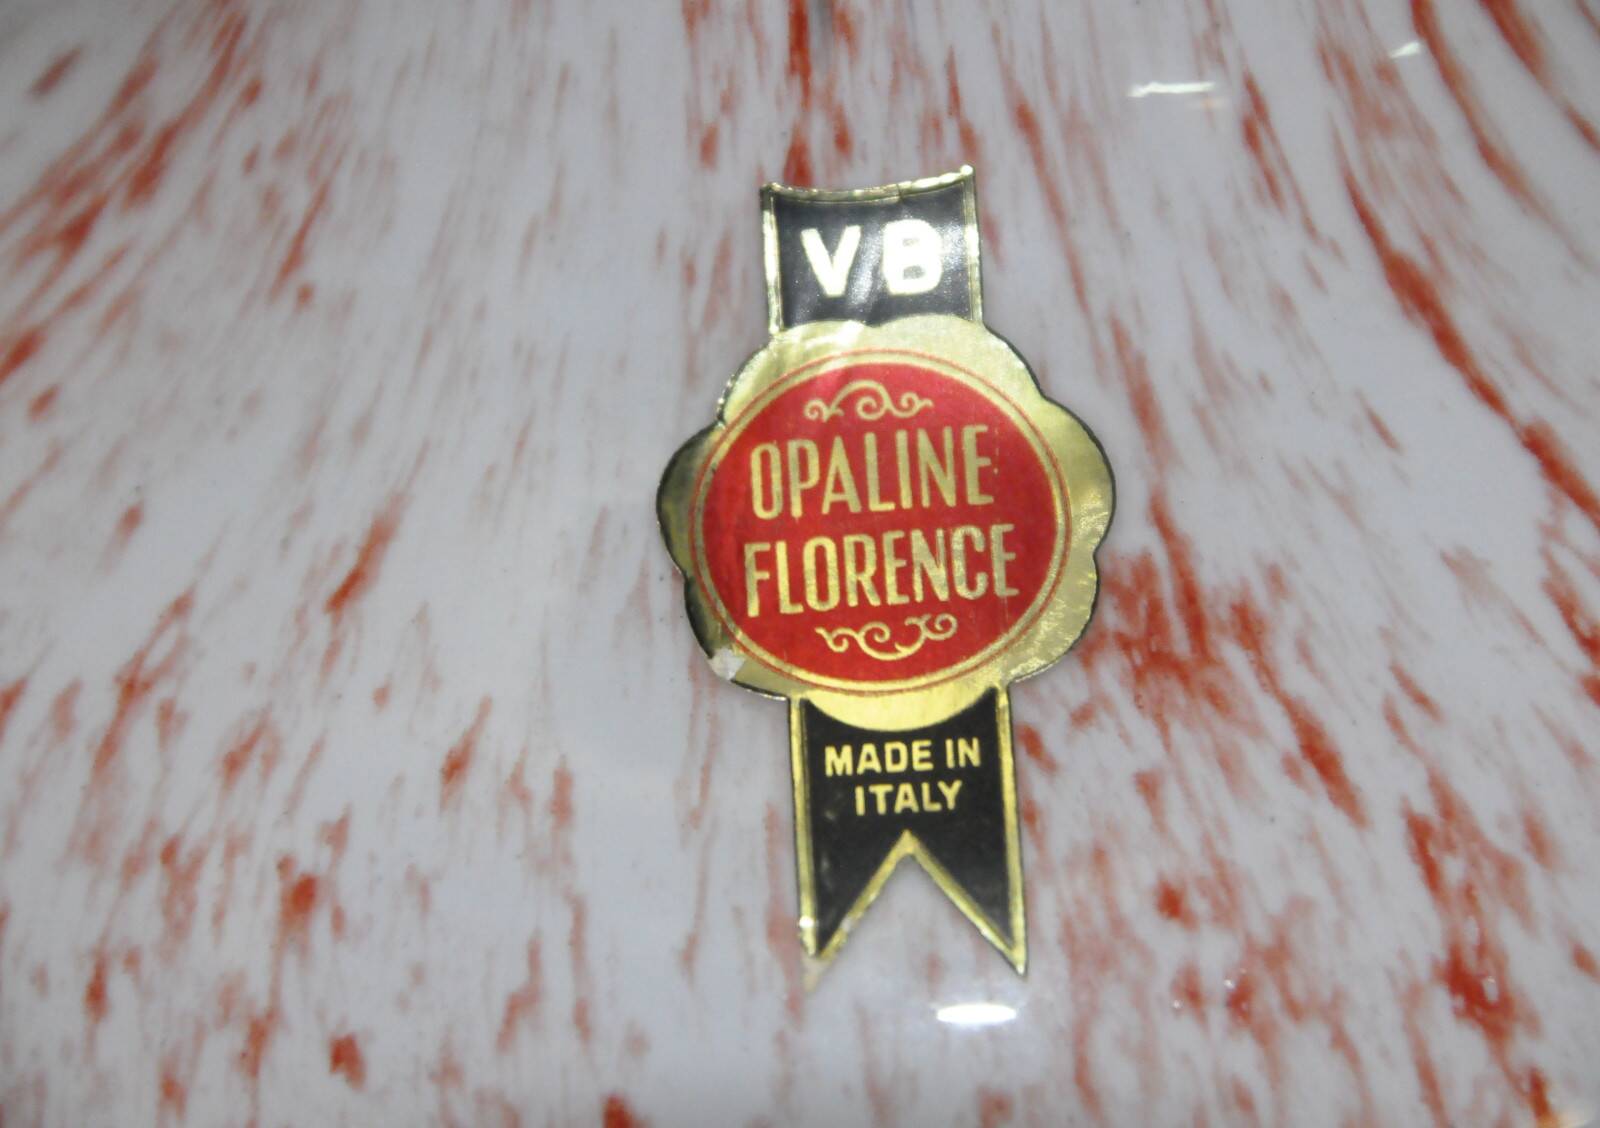 VB
OPALINE
FLORENCE
MADE IN
ITALY